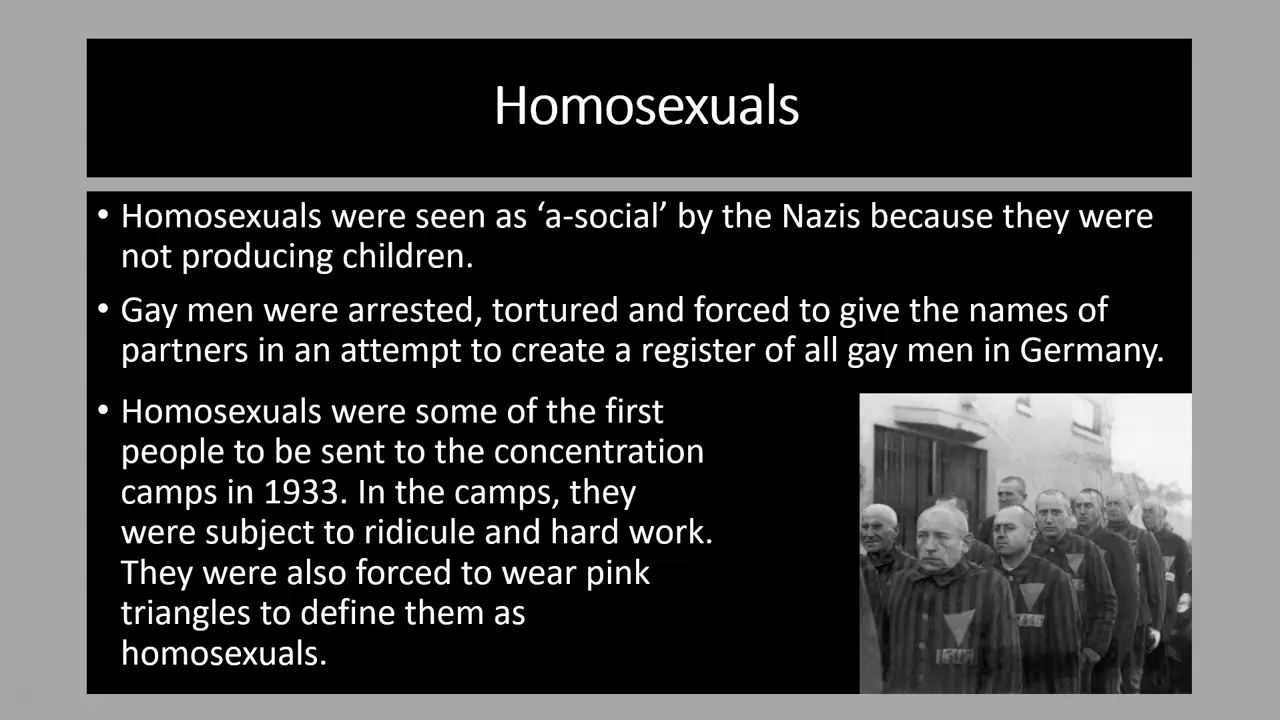 Homosexuals
• Homosexuals were seen as ‘a-social’ by the Nazis because they were
not producing children.
• Gay men were arrested, tortured and forced to give the names of
partners in an attempt to create a register of all gay men in Germany.
• Homosexuals were some of the first
people to be sent to the concentration
camps in 1933. In the camps, they
were subject to ridicule and hard work.
They were also forced to wear pink
triangles to define them as
homosexuals.